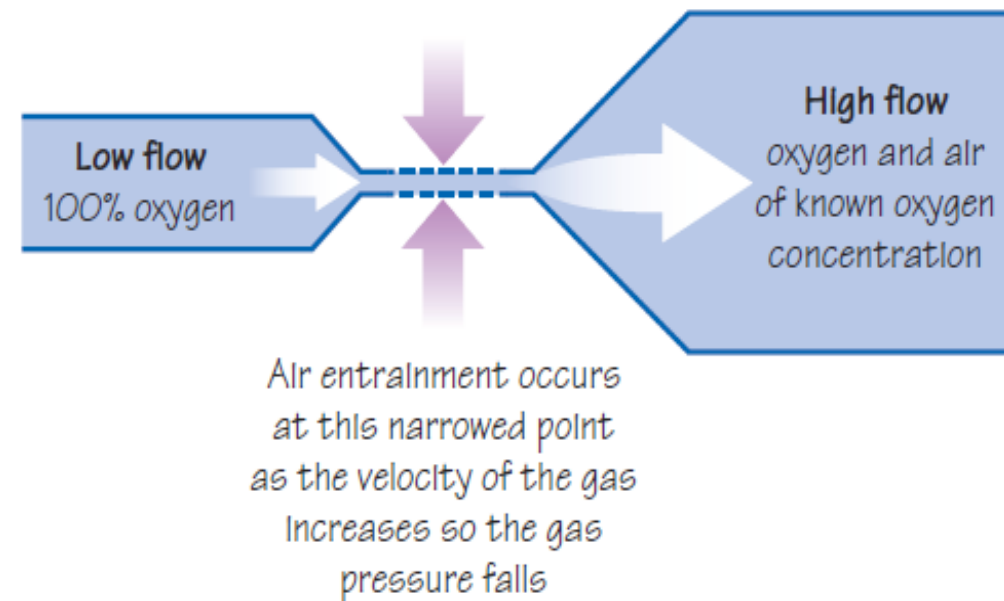 Low flow
100% oxygen
High flow
oxygen and air
of known oxygen
concentration
Air entrainment occurs
at this narrowed point
as the velocity of the gas
increases so the gas
pressure falls